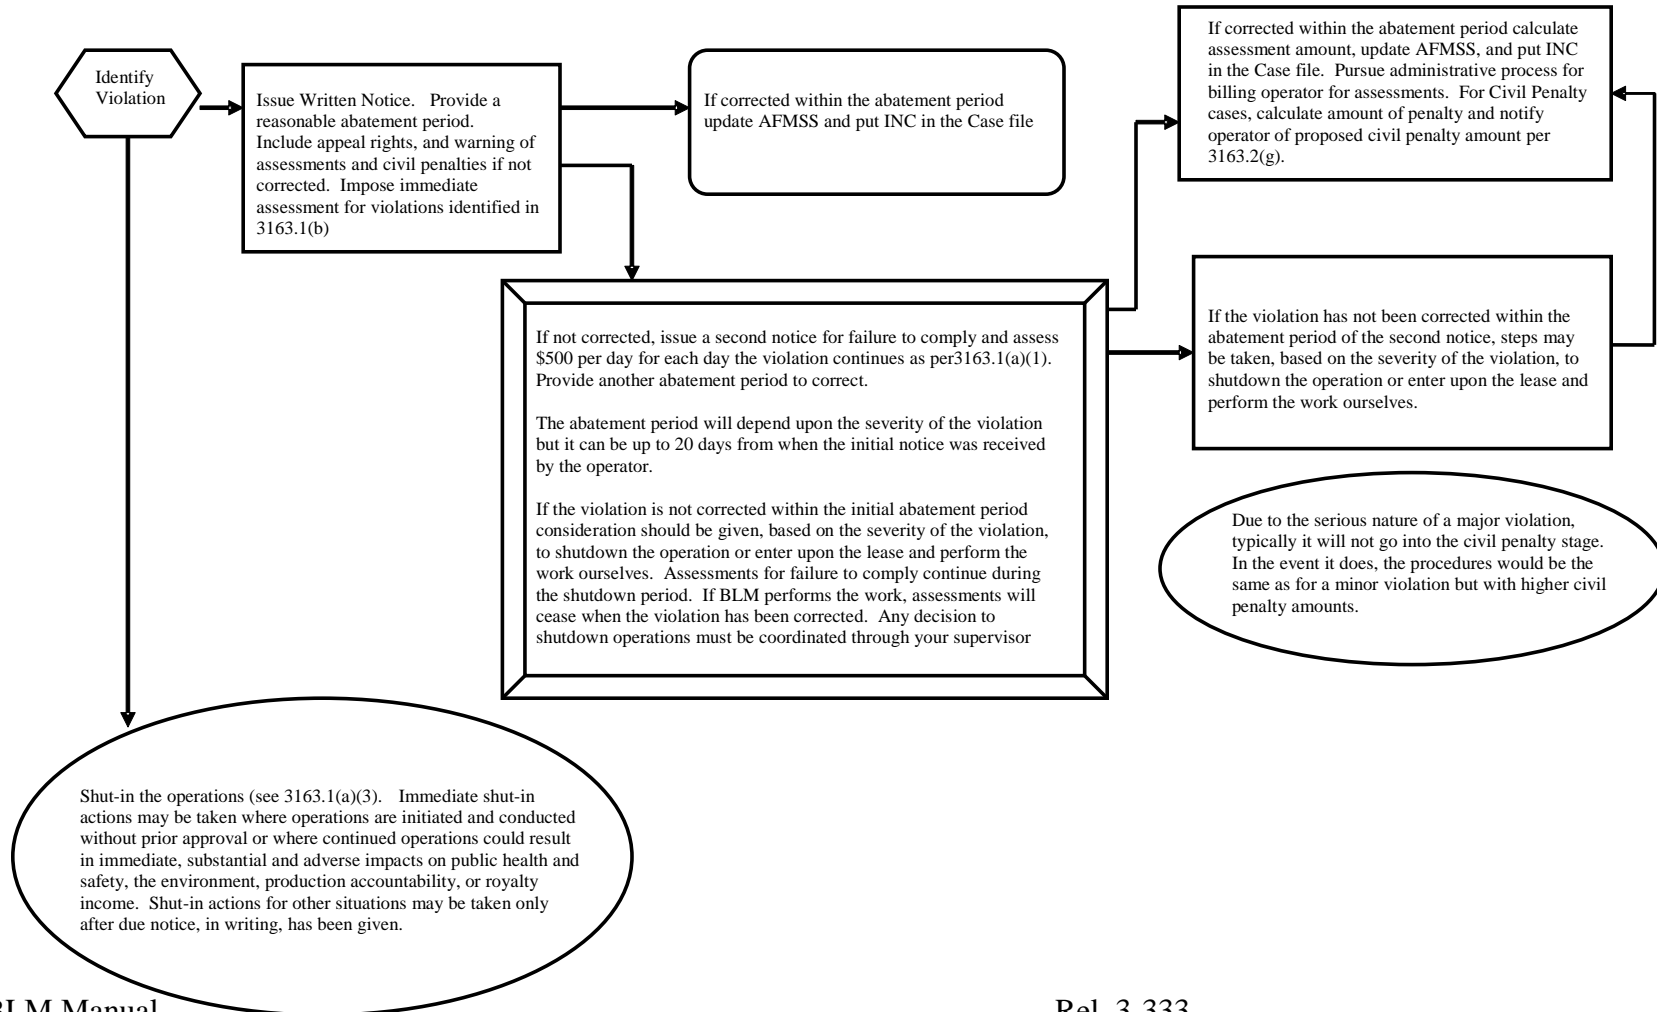 Identify
Violation
Issue Written Notice.   Provide a
reasonable abatement period.
Include appeal rights, and warning of
assessments and civil penalties if not
corrected.  Impose immediate
assessment for violations identified in
3163.1(b)
If corrected within the abatement period
update AFMSS and put INC in the Case file
If corrected within the abatement period calculate
assessment amount, update AFMSS, and put INC
in the Case file.  Pursue administrative process for
billing operator for assessments.  For Civil Penalty
cases, calculate amount of penalty and notify
operator of proposed civil penalty amount per
3163.2(g).
If not corrected, issue a second notice for failure to comply and assess
$500 per day for each day the violation continues as per3163.1(a)(1).
Provide another abatement period to correct.
The abatement period will depend upon the severity of the violation
but it can be up to 20 days from when the initial notice was received
by the operator.
If the violation is not corrected within the initial abatement period
consideration should be given, based on the severity of the violation,
to shutdown the operation or enter upon the lease and perform the
work ourselves.  Assessments for failure to comply continue during
the shutdown period.  If BLM performs the work, assessments will
cease when the violation has been corrected.  Any decision to
shutdown operations must be coordinated through your supervisor
If the violation has not been corrected within the
abatement period of the second notice, steps may
be taken, based on the severity of the violation, to
shutdown the operation or enter upon the lease and
perform the work ourselves.
Due to the serious nature of a major violation,
typically it will not go into the civil penalty stage.
In the event it does, the procedures would be the
same as for a minor violation but with higher civil
penalty amounts.
Shut-in the operations (see 3163.1(a)(3).   Immediate shut-in
actions may be taken where operations are initiated and conducted
without prior approval or where continued operations could result
in immediate, substantial and adverse impacts on public health and
safety, the environment, production accountability, or royalty
income.  Shut-in actions for other situations may be taken only
after due notice, in writing, has been given.
BLM Manual
Rel. 3-333